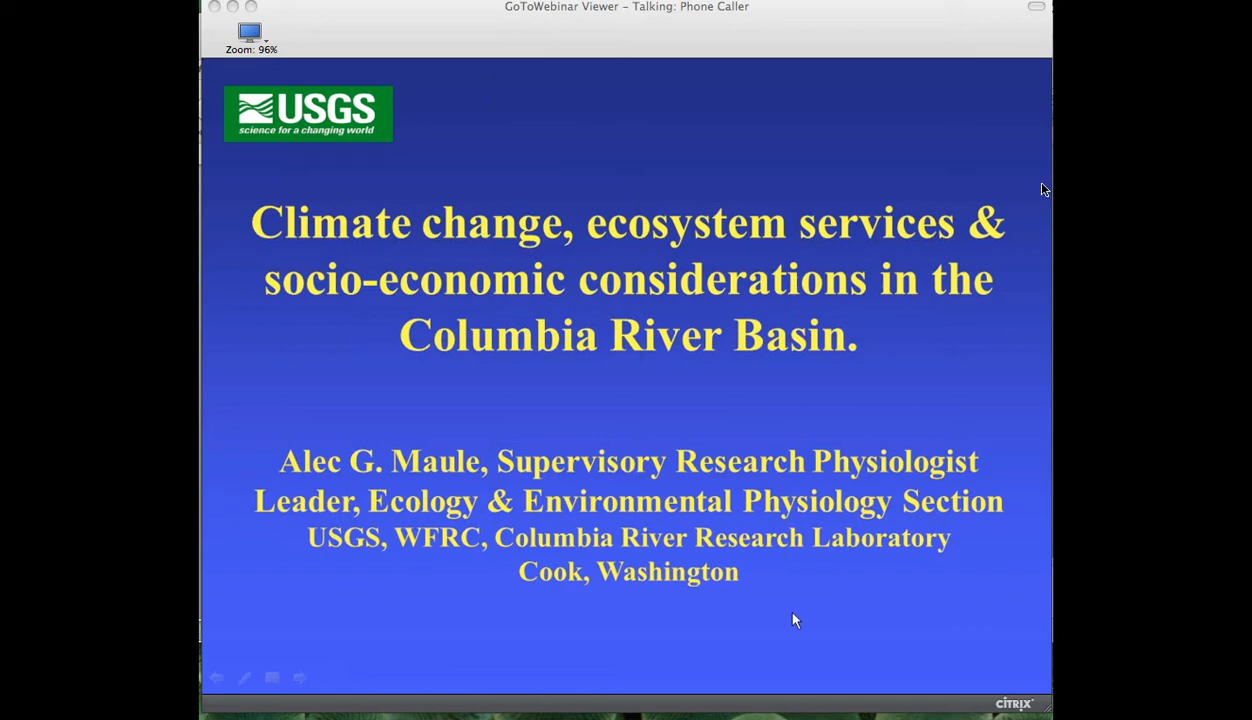 GoToWebinar Viewer – Talking: Phone Caller
Zoom: 96%
USGS
science for a changing world
Climate change, ecosystem services &
socio-economic considerations in the
Columbia River Basin.
Alec G. Maule, Supervisory Research Physiologist
Leader, Ecology & Environmental Physiology Section
USGS, WFRC, Columbia River Research Laboratory
Cook, Washington
CITRIX